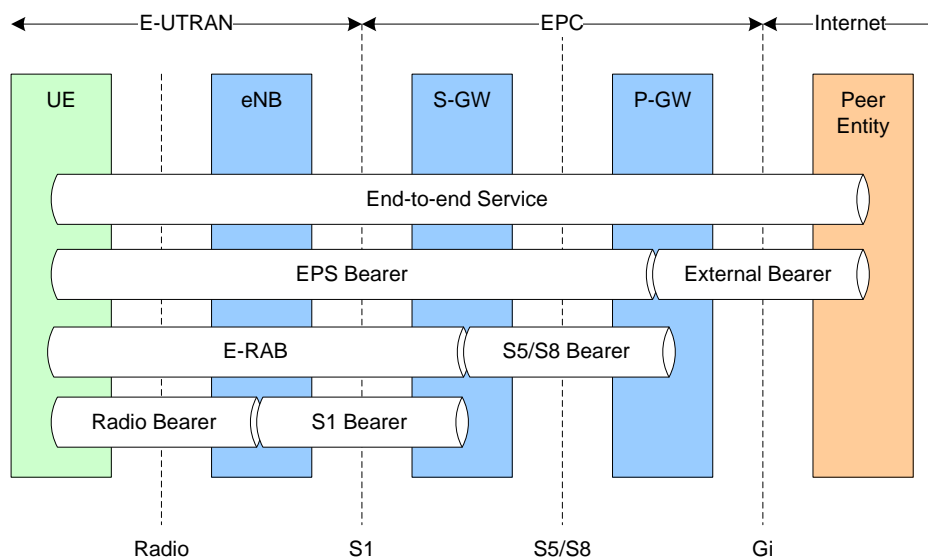 E-UTRAN
EPC
Internet
UE
eNB
S-GW
P-GW
Peer
Entity
End-to-end Service
EPS Bearer
External Bearer
E-RAB
S5/S8 Bearer
Radio Bearer
S1 Bearer
Radio
S1
S5/S8
Gi